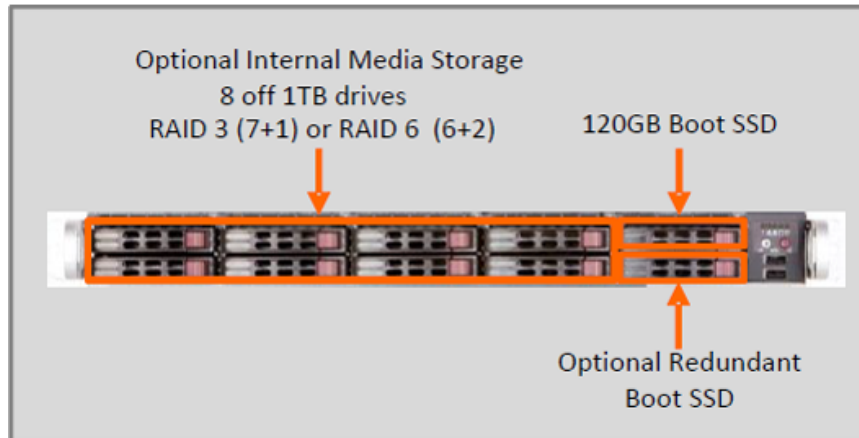 Optional Internal Media Storage
8 off 1TB drives
RAID 3 (7+1) or RAID 6  (6+2)
120GB Boot SSD
Optional Redundant
Boot SSD